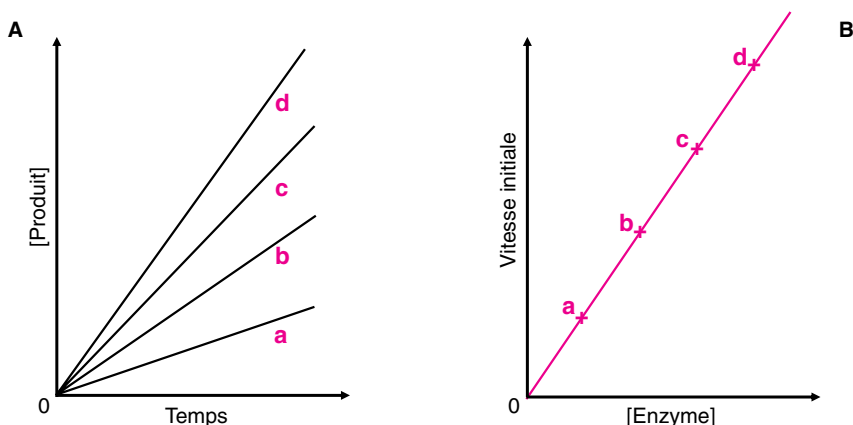 A
[Produit]
d
c
b
a
0
Temps
B
Vitesse initiale
d
c
b
a
0
[Enzyme]